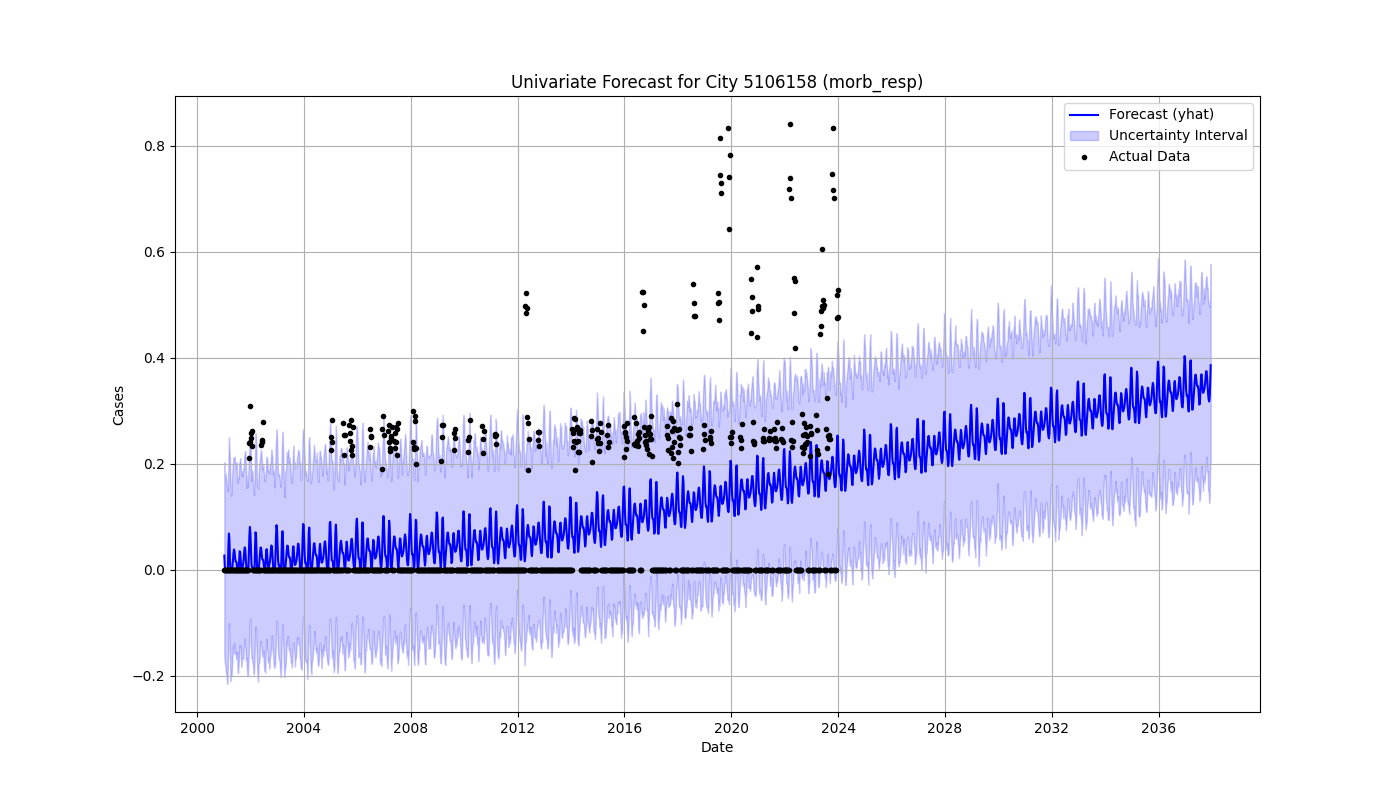 Univariate Forecast for City 5106158 (morb_resp)
Forecast (yhat)
Uncertainty Interval
Actual Data
Cases
0.8
0.6
0.4
0.2
0.0
−0.2
2000 2004 2008 2012 2016 2020 2024 2028 2032 2036
Date